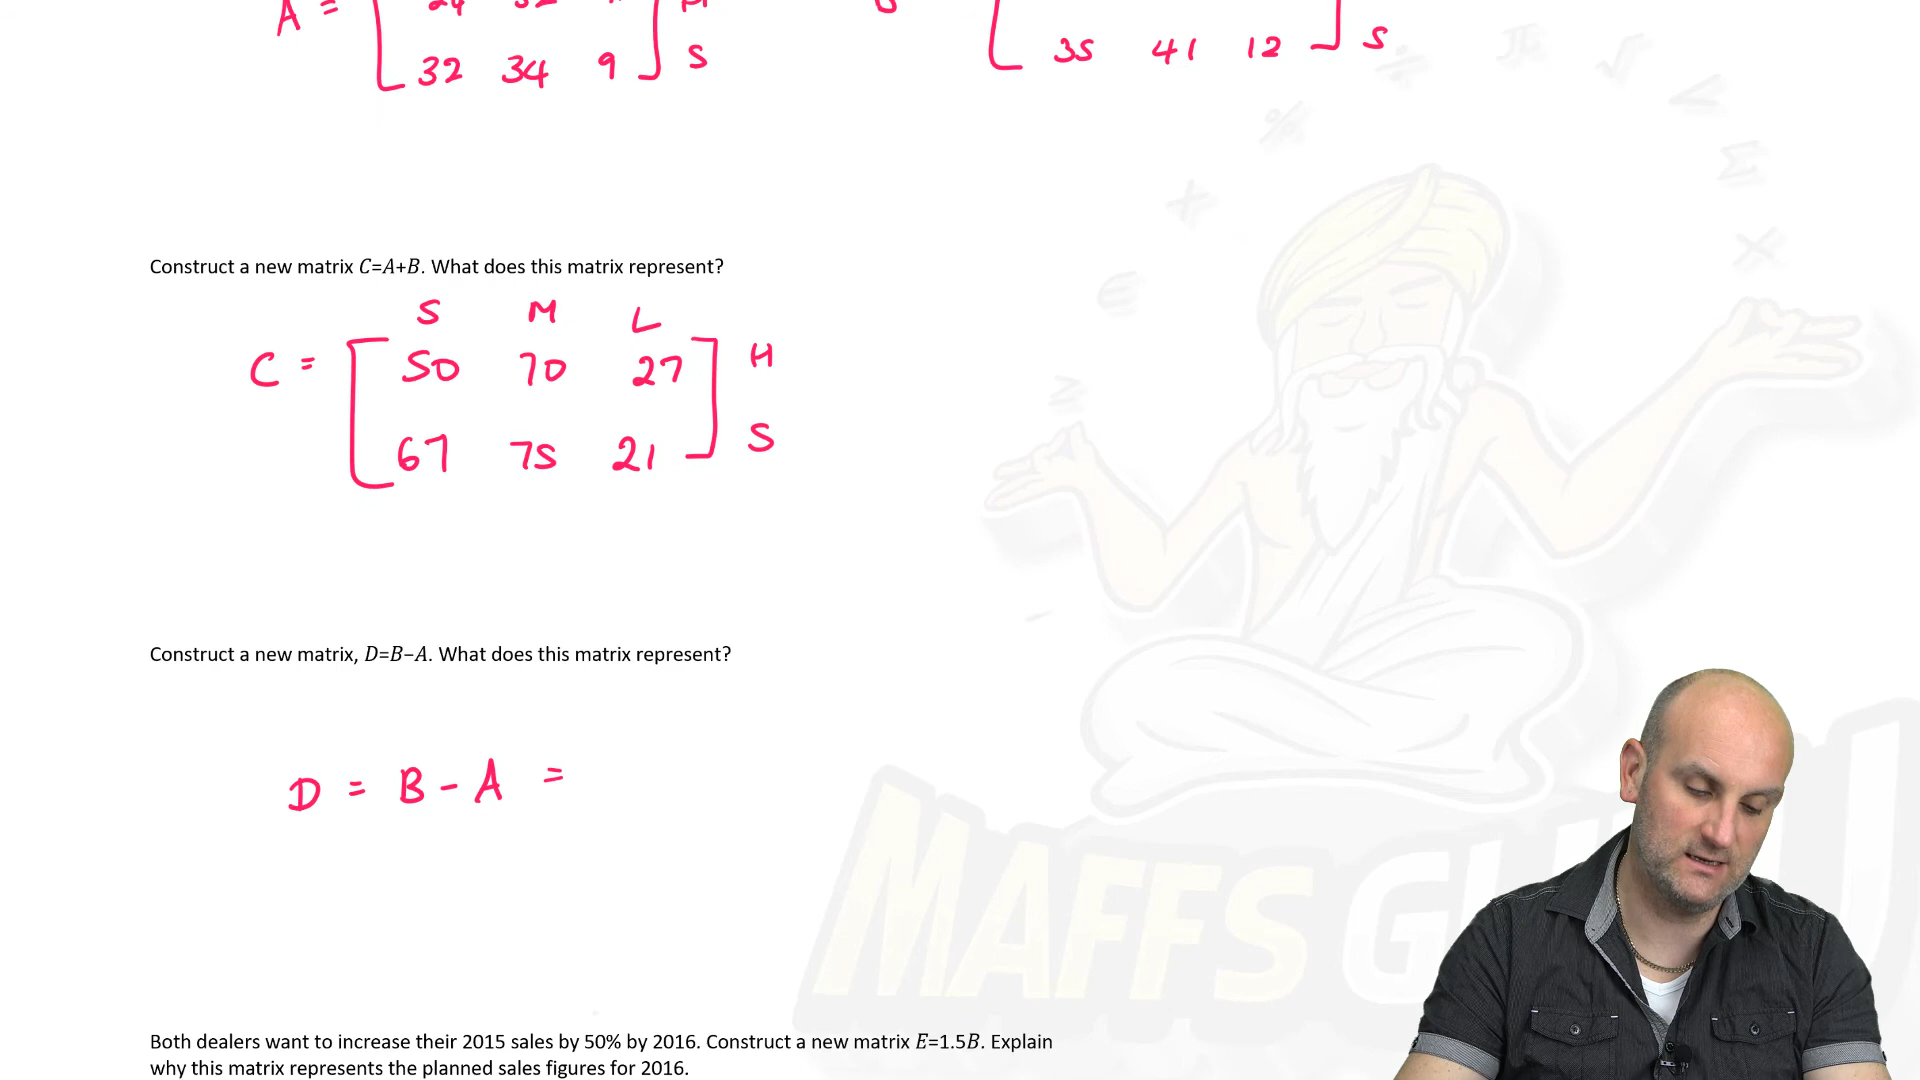 A =
32 34 9 S
35 41 12 S
Construct a new matrix C=A+B. What does this matrix represent?
S M L
C = 50 70 27 H
67 75 21 S
Construct a new matrix, D=B−A. What does this matrix represent?
D = B - A =
MAFFS GURU
Both dealers want to increase their 2015 sales by 50% by 2016. Construct a new matrix E=1.5B. Explain
why this matrix represents the planned sales figures for 2016.